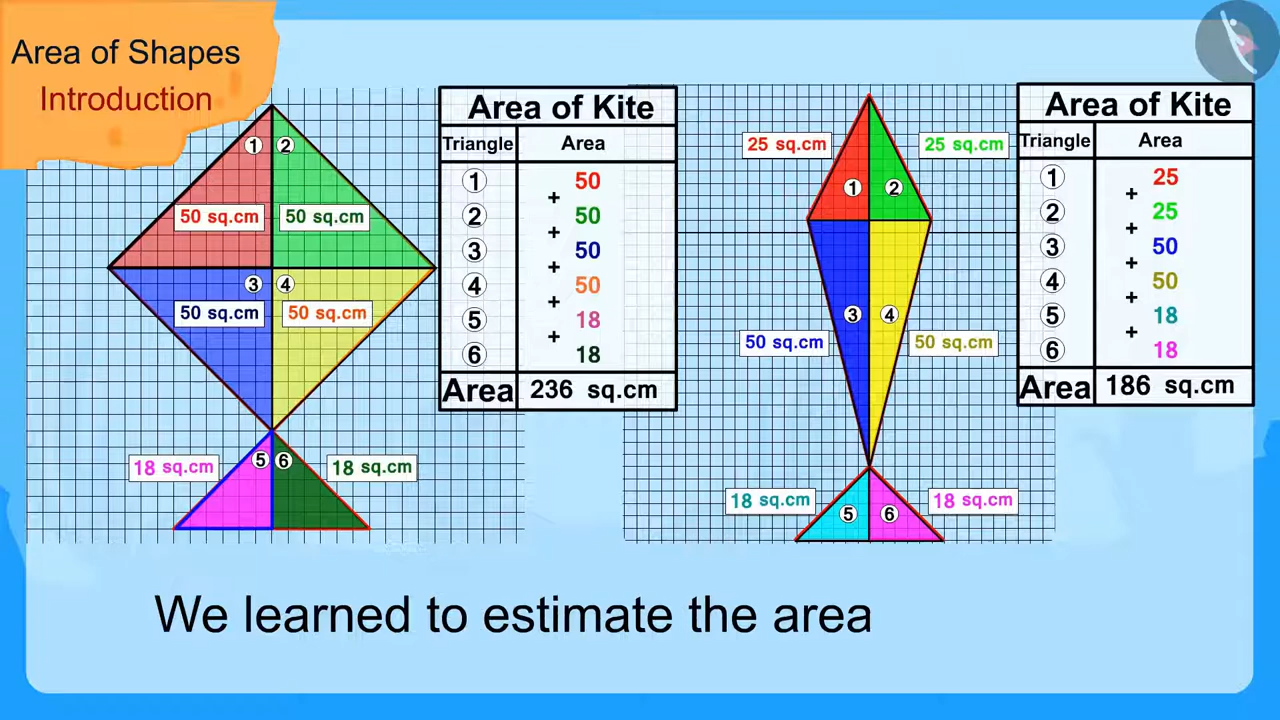 Area of Shapes
Introduction
1 2
50 sq.cm 50 sq.cm
3 4
50 sq.cm 50 sq.cm
5 6
18 sq.cm 18 sq.cm
Area of Kite
Triangle Area
1 50
+
2 50
+
3 50
+
4 50
+
5 18
+
6 18
Area 236 sq.cm
25 sq.cm 25 sq.cm
1 2
3 4
50 sq.cm 50 sq.cm
18 sq.cm 18 sq.cm
5 6
Area of Kite
Triangle Area
1 25
+
2 25
+
3 50
+
4 50
+
5 18
+
6 18
Area 186 sq.cm
We learned to estimate the area